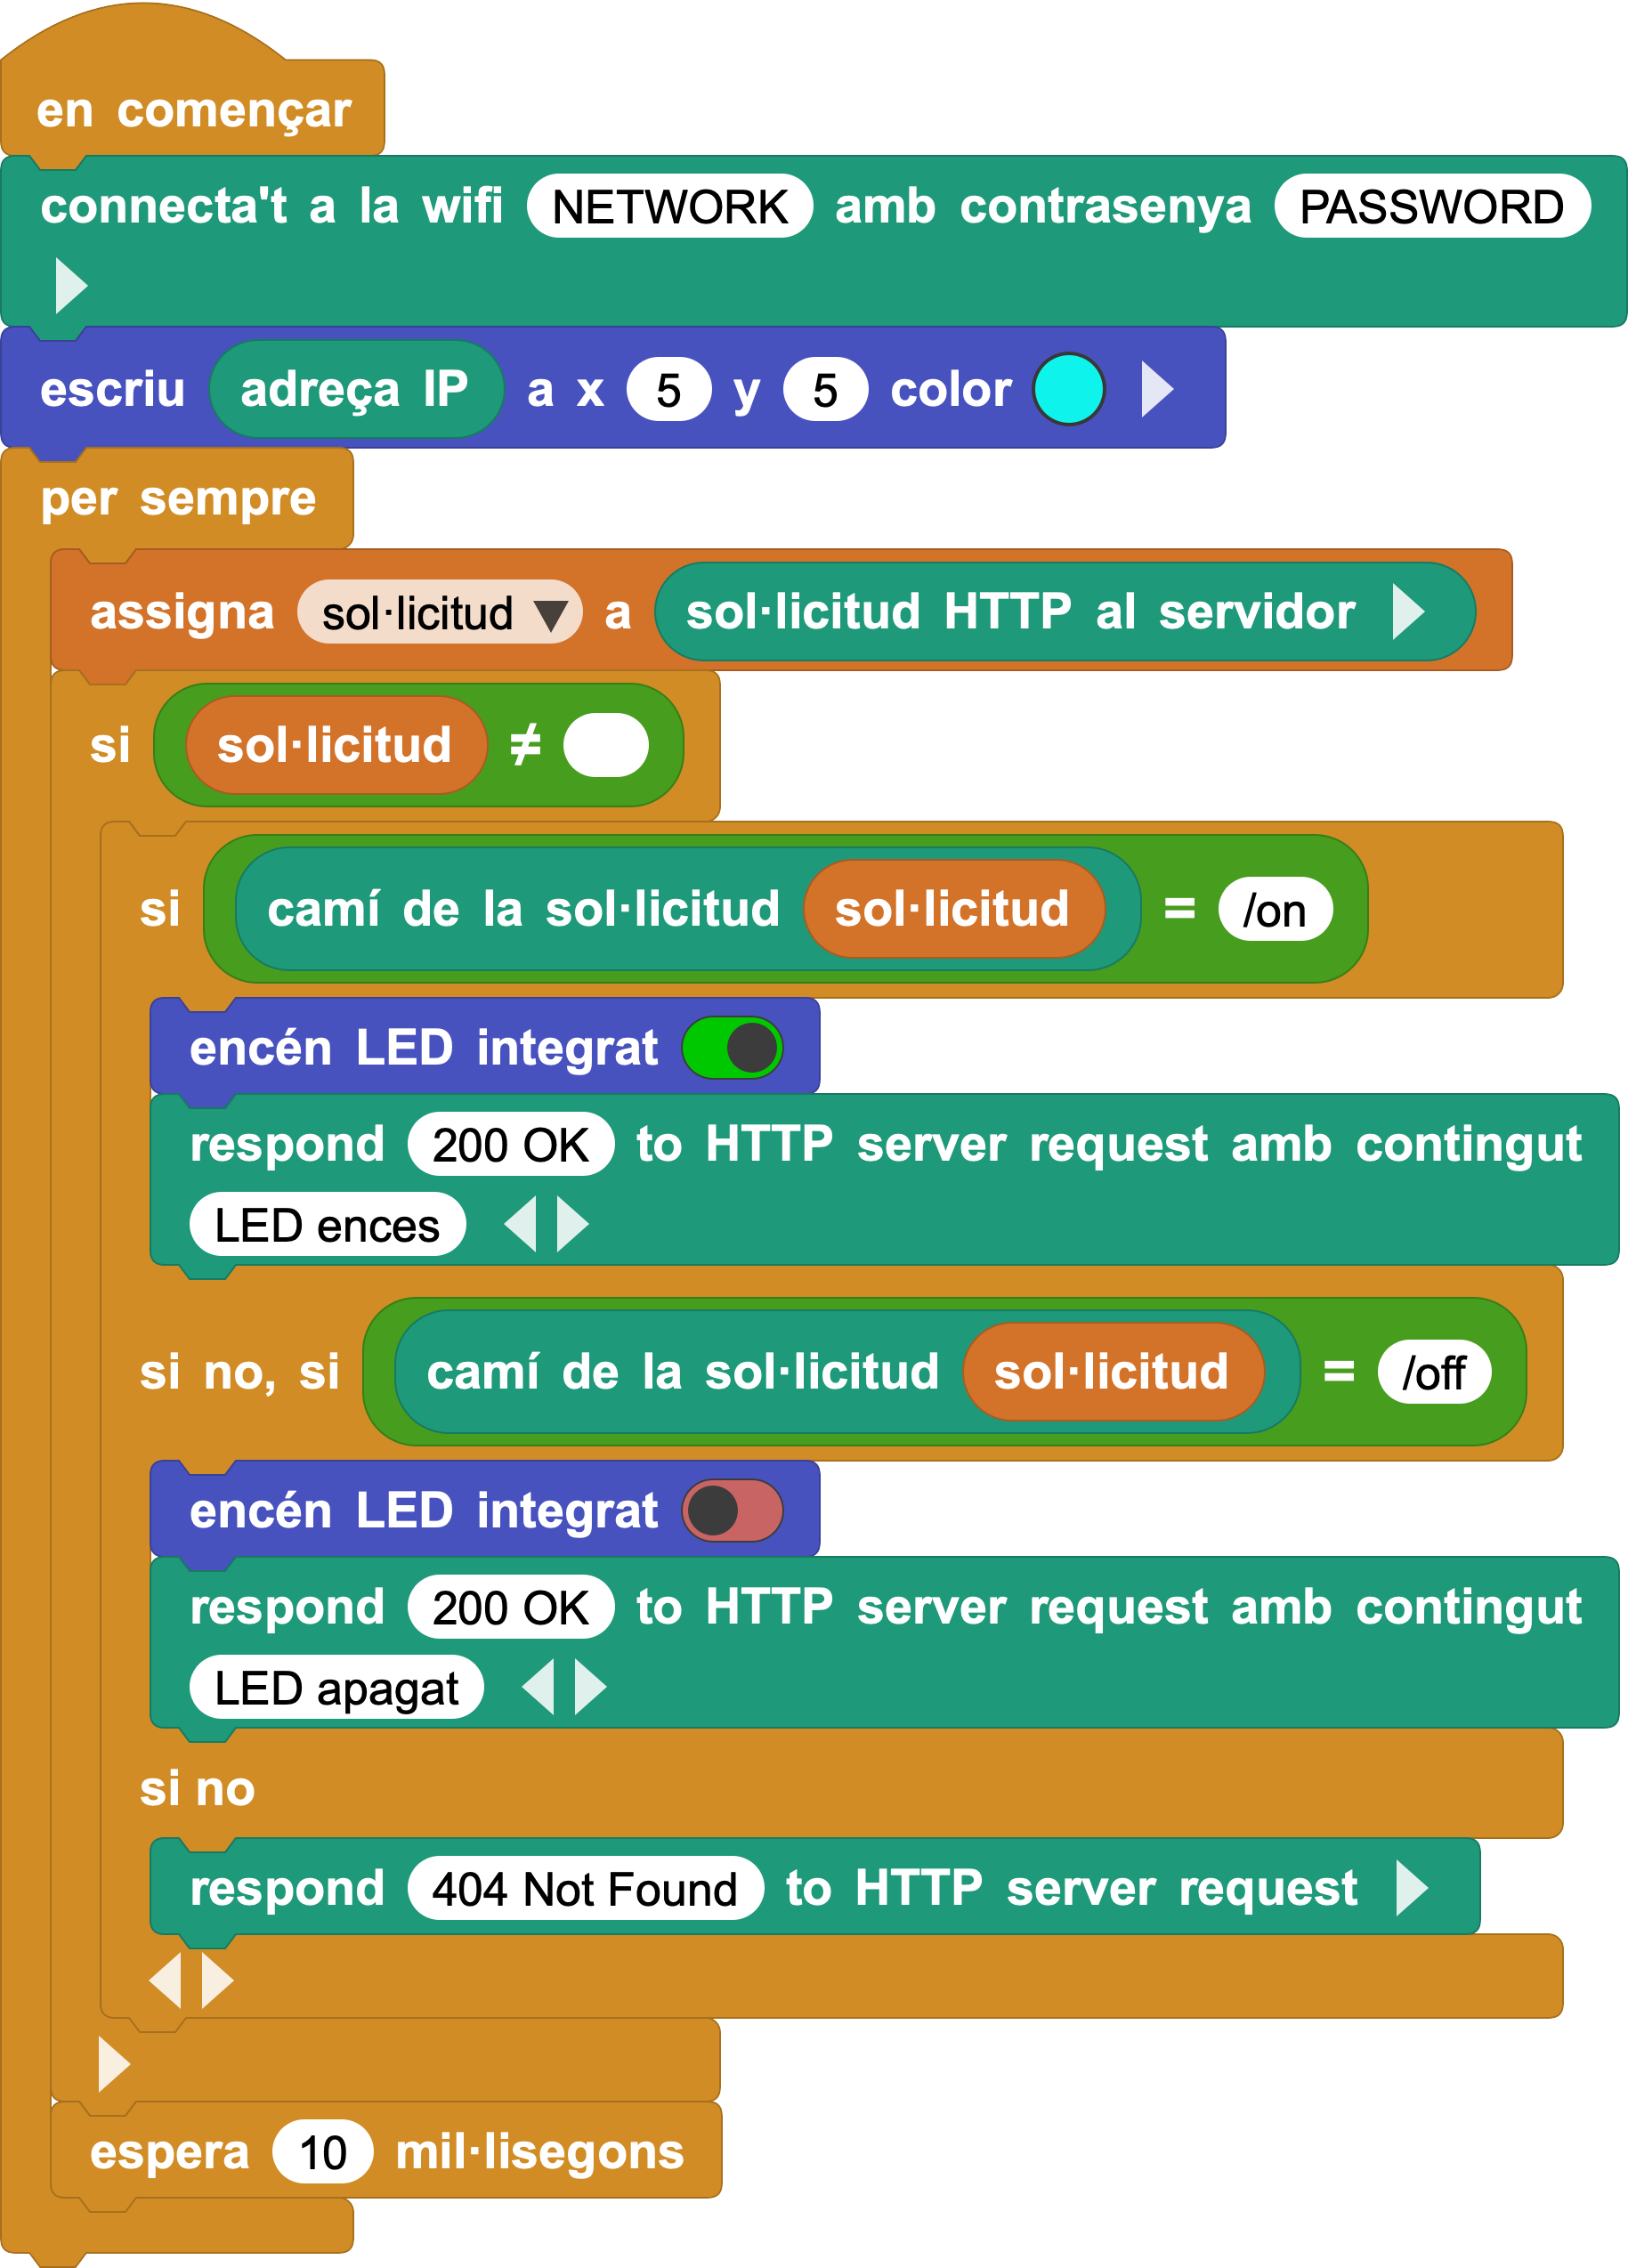 en començar
connecta't a la wifi NETWORK amb contrasenya PASSWORD
escriu adreça IP a x 5 y 5 color
per sempre
assigna sol·licitud a sol·licitud HTTP al servidor
si sol·licitud ≠
si camí de la sol·licitud sol·licitud = /on
encén LED integrat
respond 200 OK to HTTP server request amb contingut
LED ences
si no, si camí de la sol·licitud sol·licitud = /off
encén LED integrat
respond 200 OK to HTTP server request amb contingut
LED apagat
si no
respond 404 Not Found to HTTP server request
espera 10 mil·lisegons